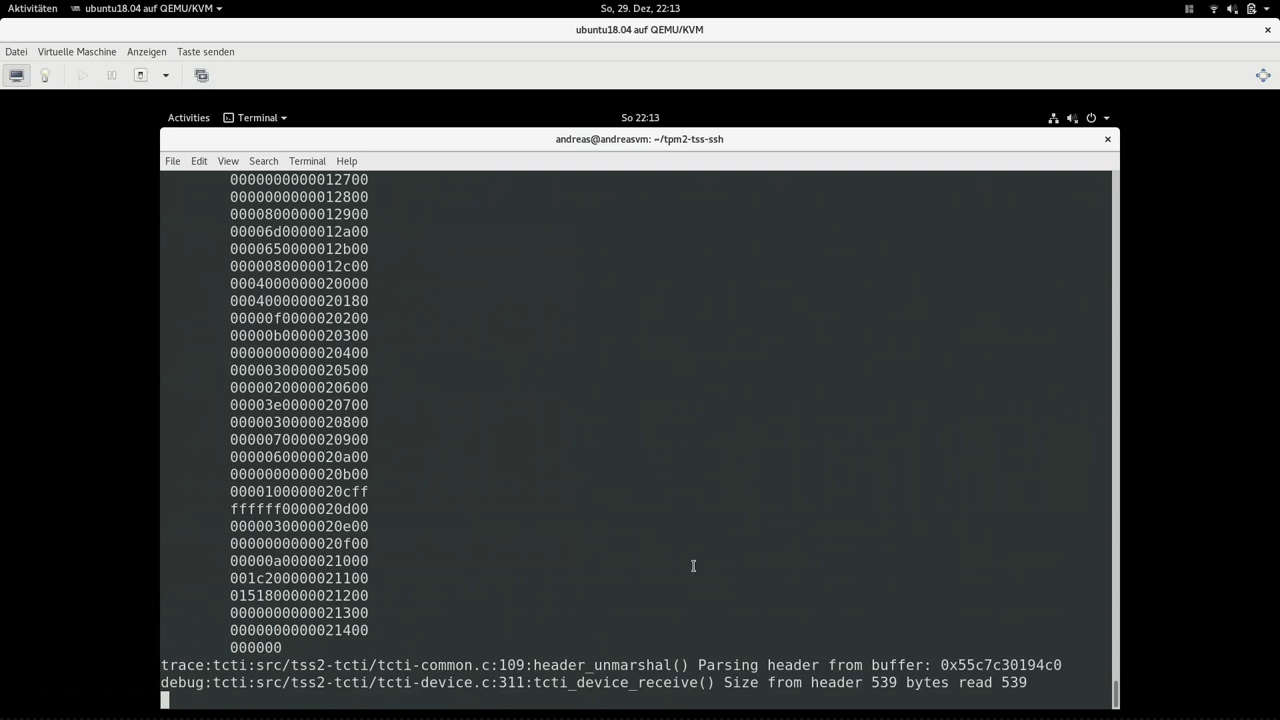 Aktivitäten ubuntu18.04 auf QEMU/KVM So, 29. Dez, 22:13
ubuntu18.04 auf QEMU/KVM
Datei Virtuelle Machine Anzeigen Taste senden
Activities Terminal So 22:13
andreas@andreasvm: ~/tpm2-tss-ssh
File Edit View Search Terminal Help
0000000000012700
0000000000012800
0000800000012900
00006d0000012a00
0000650000012b00
0000080000012c00
0004000000020000
0004000000020180
00000f0000020200
00000b0000020300
0000000000020400
0000030000020500
0000020000020600
00003e0000020700
0000030000020800
0000070000020900
0000060000020a00
0000000000020b00
0000100000020cff
ffffff0000020d00
0000030000020e00
0000000000020f00
00000a0000021000
001c200000021100
0151800000021200
0000000000021300
0000000000021400
000000
trace:tcti:src/tss2-tcti/tcti-common.c:109:header_unmarshal() Parsing header from buffer: 0x55c7c30194c0
debug:tcti:src/tss2-tcti/tcti-device.c:311:tcti_device_receive() Size from header 539 bytes read 539